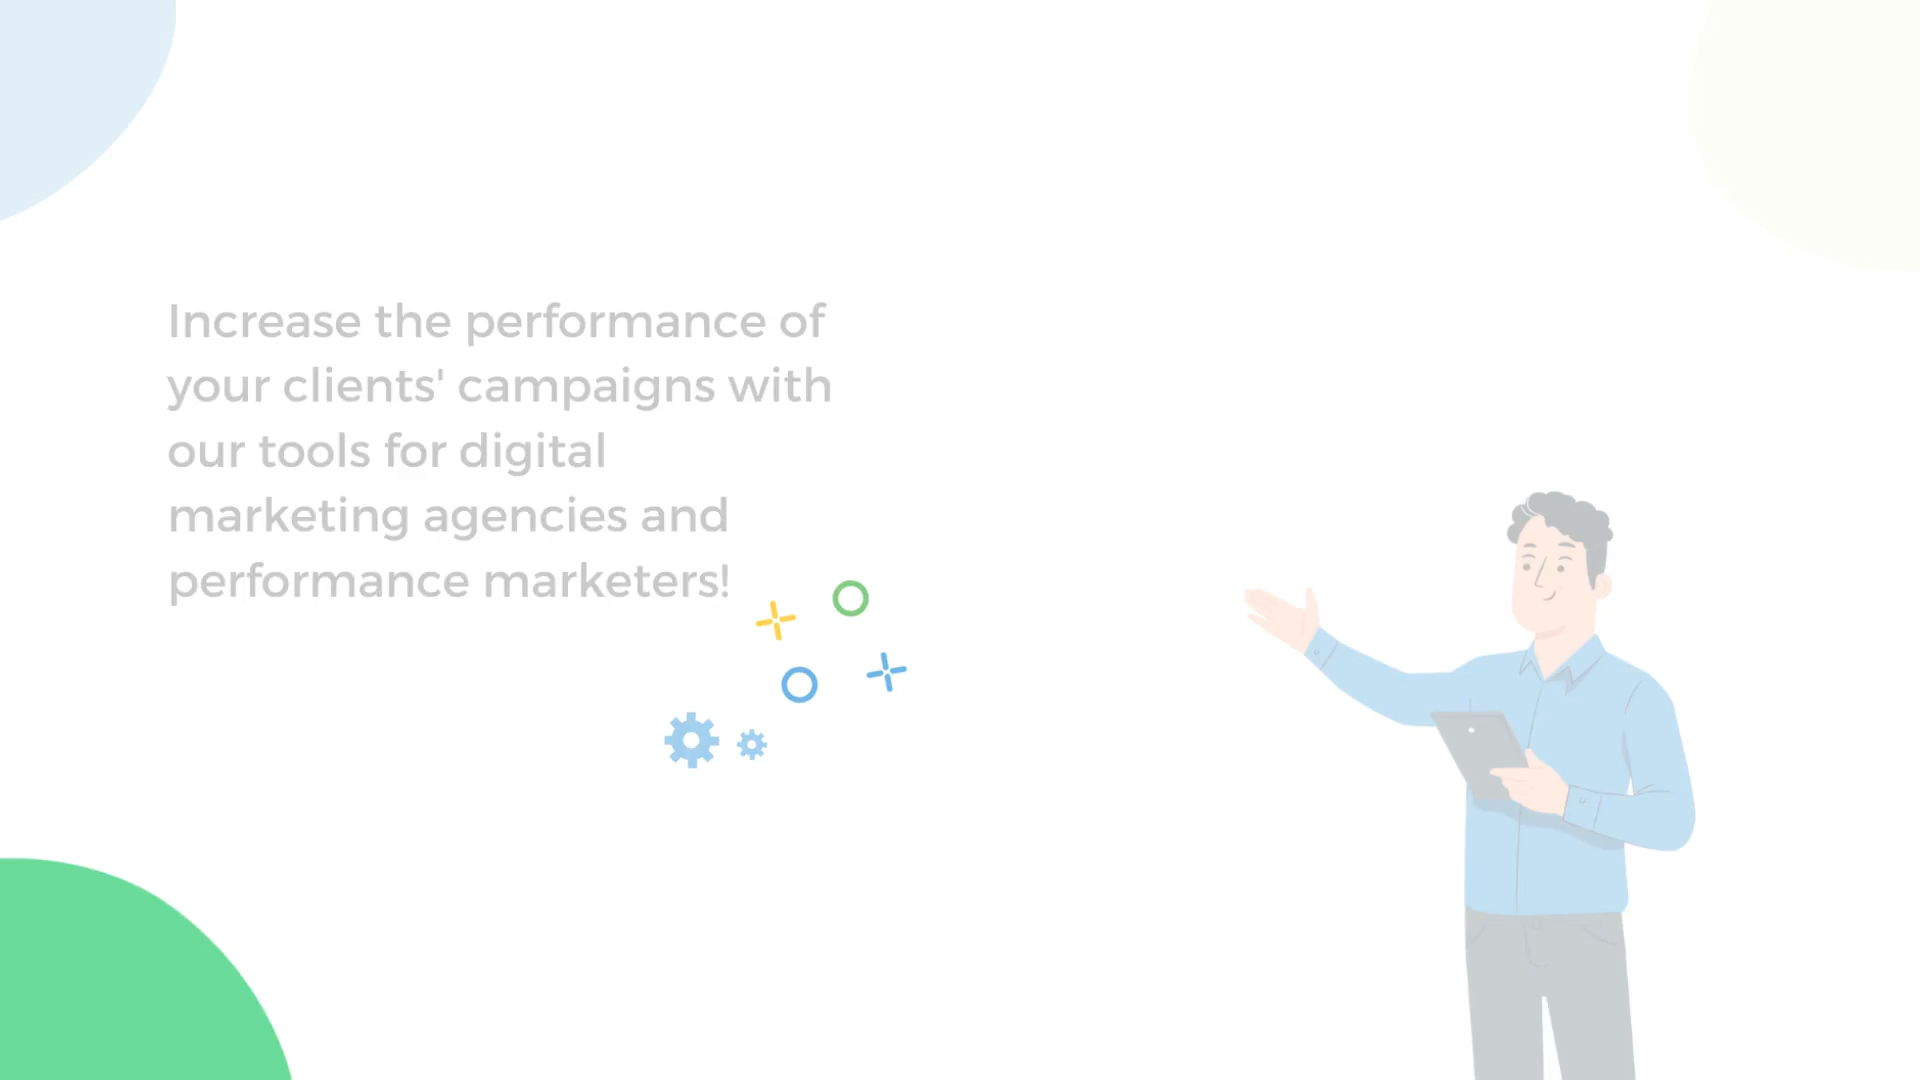 Increase the performance of
your clients' campaigns with
our tools for digital
marketing agencies and
performance marketers!